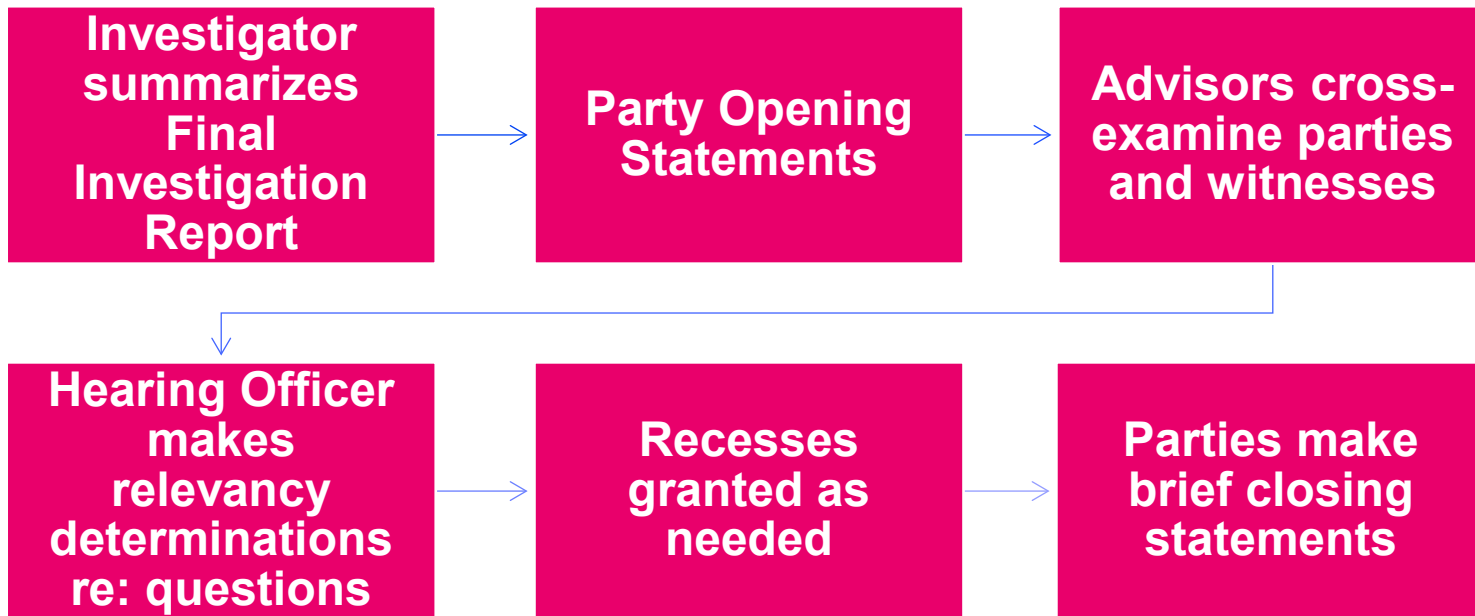 Investigator
summarizes
Final
Investigation
Report
Party Opening
Statements
Advisors cross-
examine parties
and witnesses
Hearing Officer
makes
relevancy
determinations
re: questions
Recesses
granted as
needed
Parties make
brief closing
statements